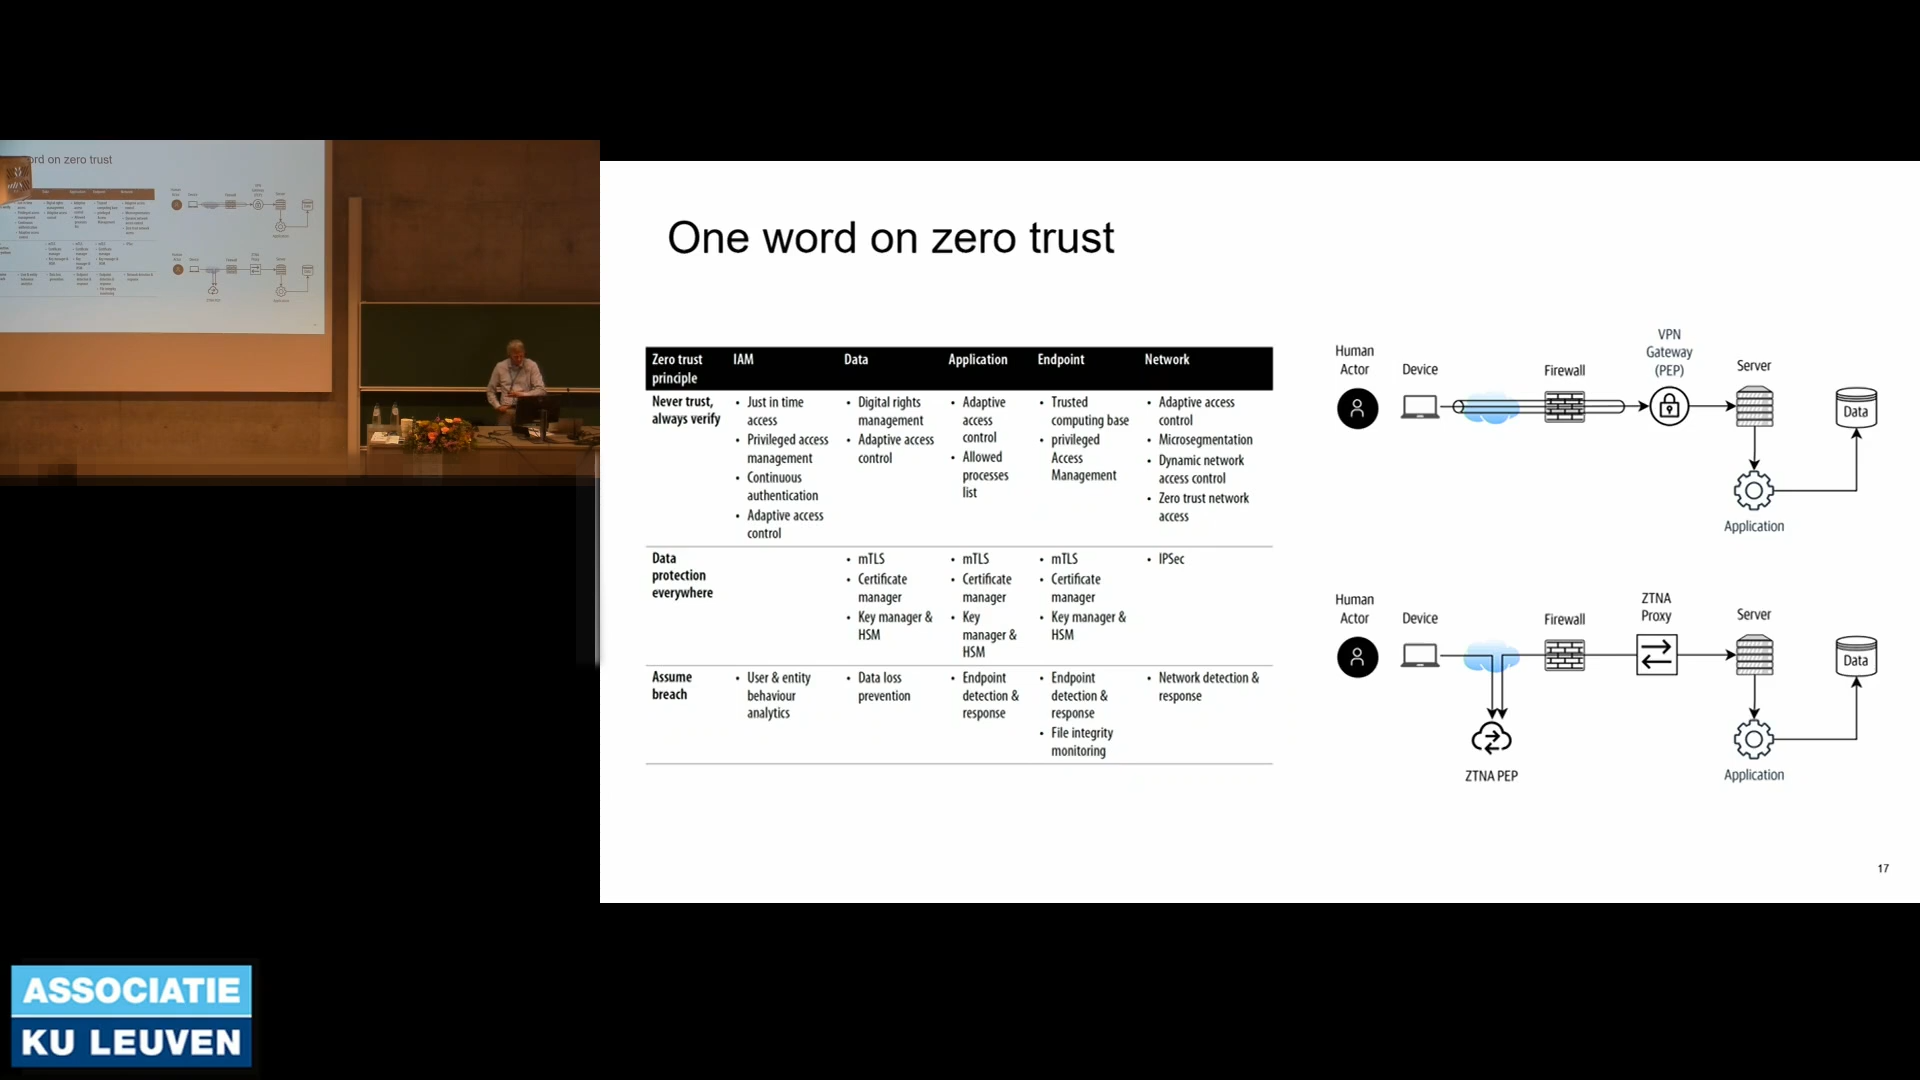 ord on zero trust
One word on zero trust
Zero trust principle
IAM
Data
Application
Endpoint
Network
Never trust, always verify
• Just in time access
• Privileged access management
• Continuous authentication
• Adaptive access control
• Digital rights management
• Adaptive access control
• Adaptive access control
• Allowed processes list
• Trusted computing base
• privileged Access Management
• Adaptive access control
• Microsegmentation
• Dynamic network access control
• Zero trust network access
Data protection everywhere
• mTLS
• Certificate manager
• Key manager & HSM
• mTLS
• Certificate manager
• Key manager & HSM
• mTLS
• Certificate manager
• Key manager & HSM
• IPSec
Assume breach
• User & entity behaviour analytics
• Data loss prevention
• Endpoint detection & response
• Endpoint detection & response
• File integrity monitoring
• Network detection & response
Human Actor
Device
Firewall
VPN Gateway (PEP)
Server
Data
Application
Human Actor
Device
Firewall
ZTNA Proxy
Server
Data
ZTNA PEP
Application
17
ASSOCIATIE
KU LEUVEN